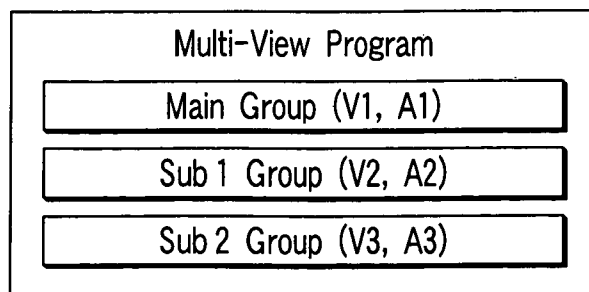 Multi-View Program
Main Group (V1, A1)
Sub 1 Group (V2, A2)
Sub 2 Group (V3, A3)